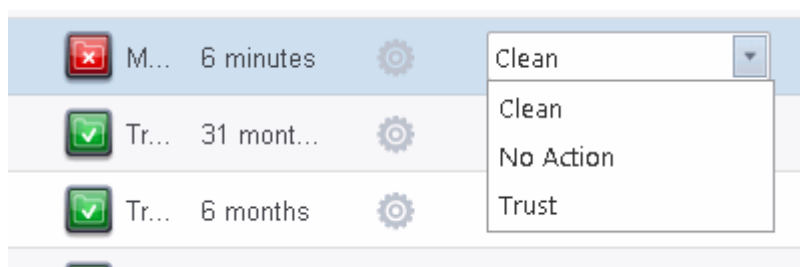 M... 6 minutes Clean
Clean
Tr... 31 mont...
No Action
Tr... 6 months
Trust